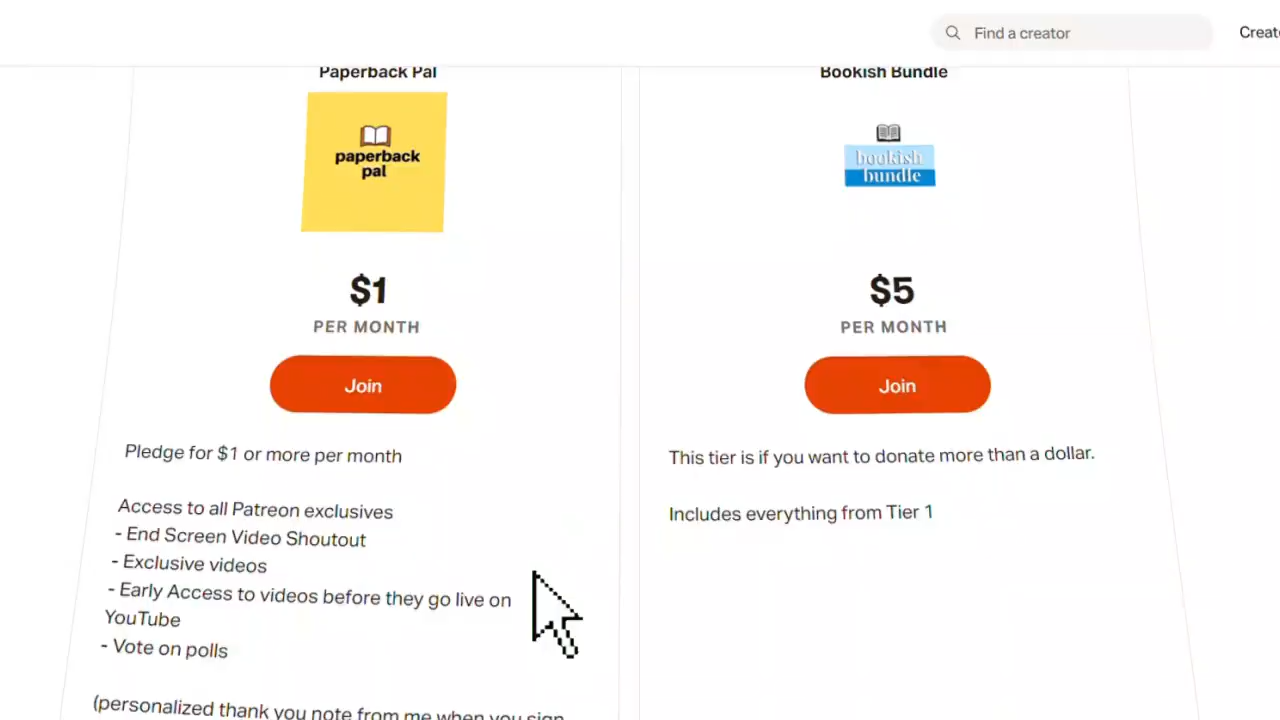 Find a creator
Create
Paperback Pal
Bookish Bundle
paperback
pal
bookish
bundle
$1
PER MONTH
Join
$5
PER MONTH
Join
Pledge for $1 or more per month
Access to all Patreon exclusives
- End Screen Video Shoutout
- Exclusive videos
- Early Access to videos before they go live on
YouTube
- Vote on polls
(personalized thank you note from me when you sign
This tier is if you want to donate more than a dollar.
Includes everything from Tier 1